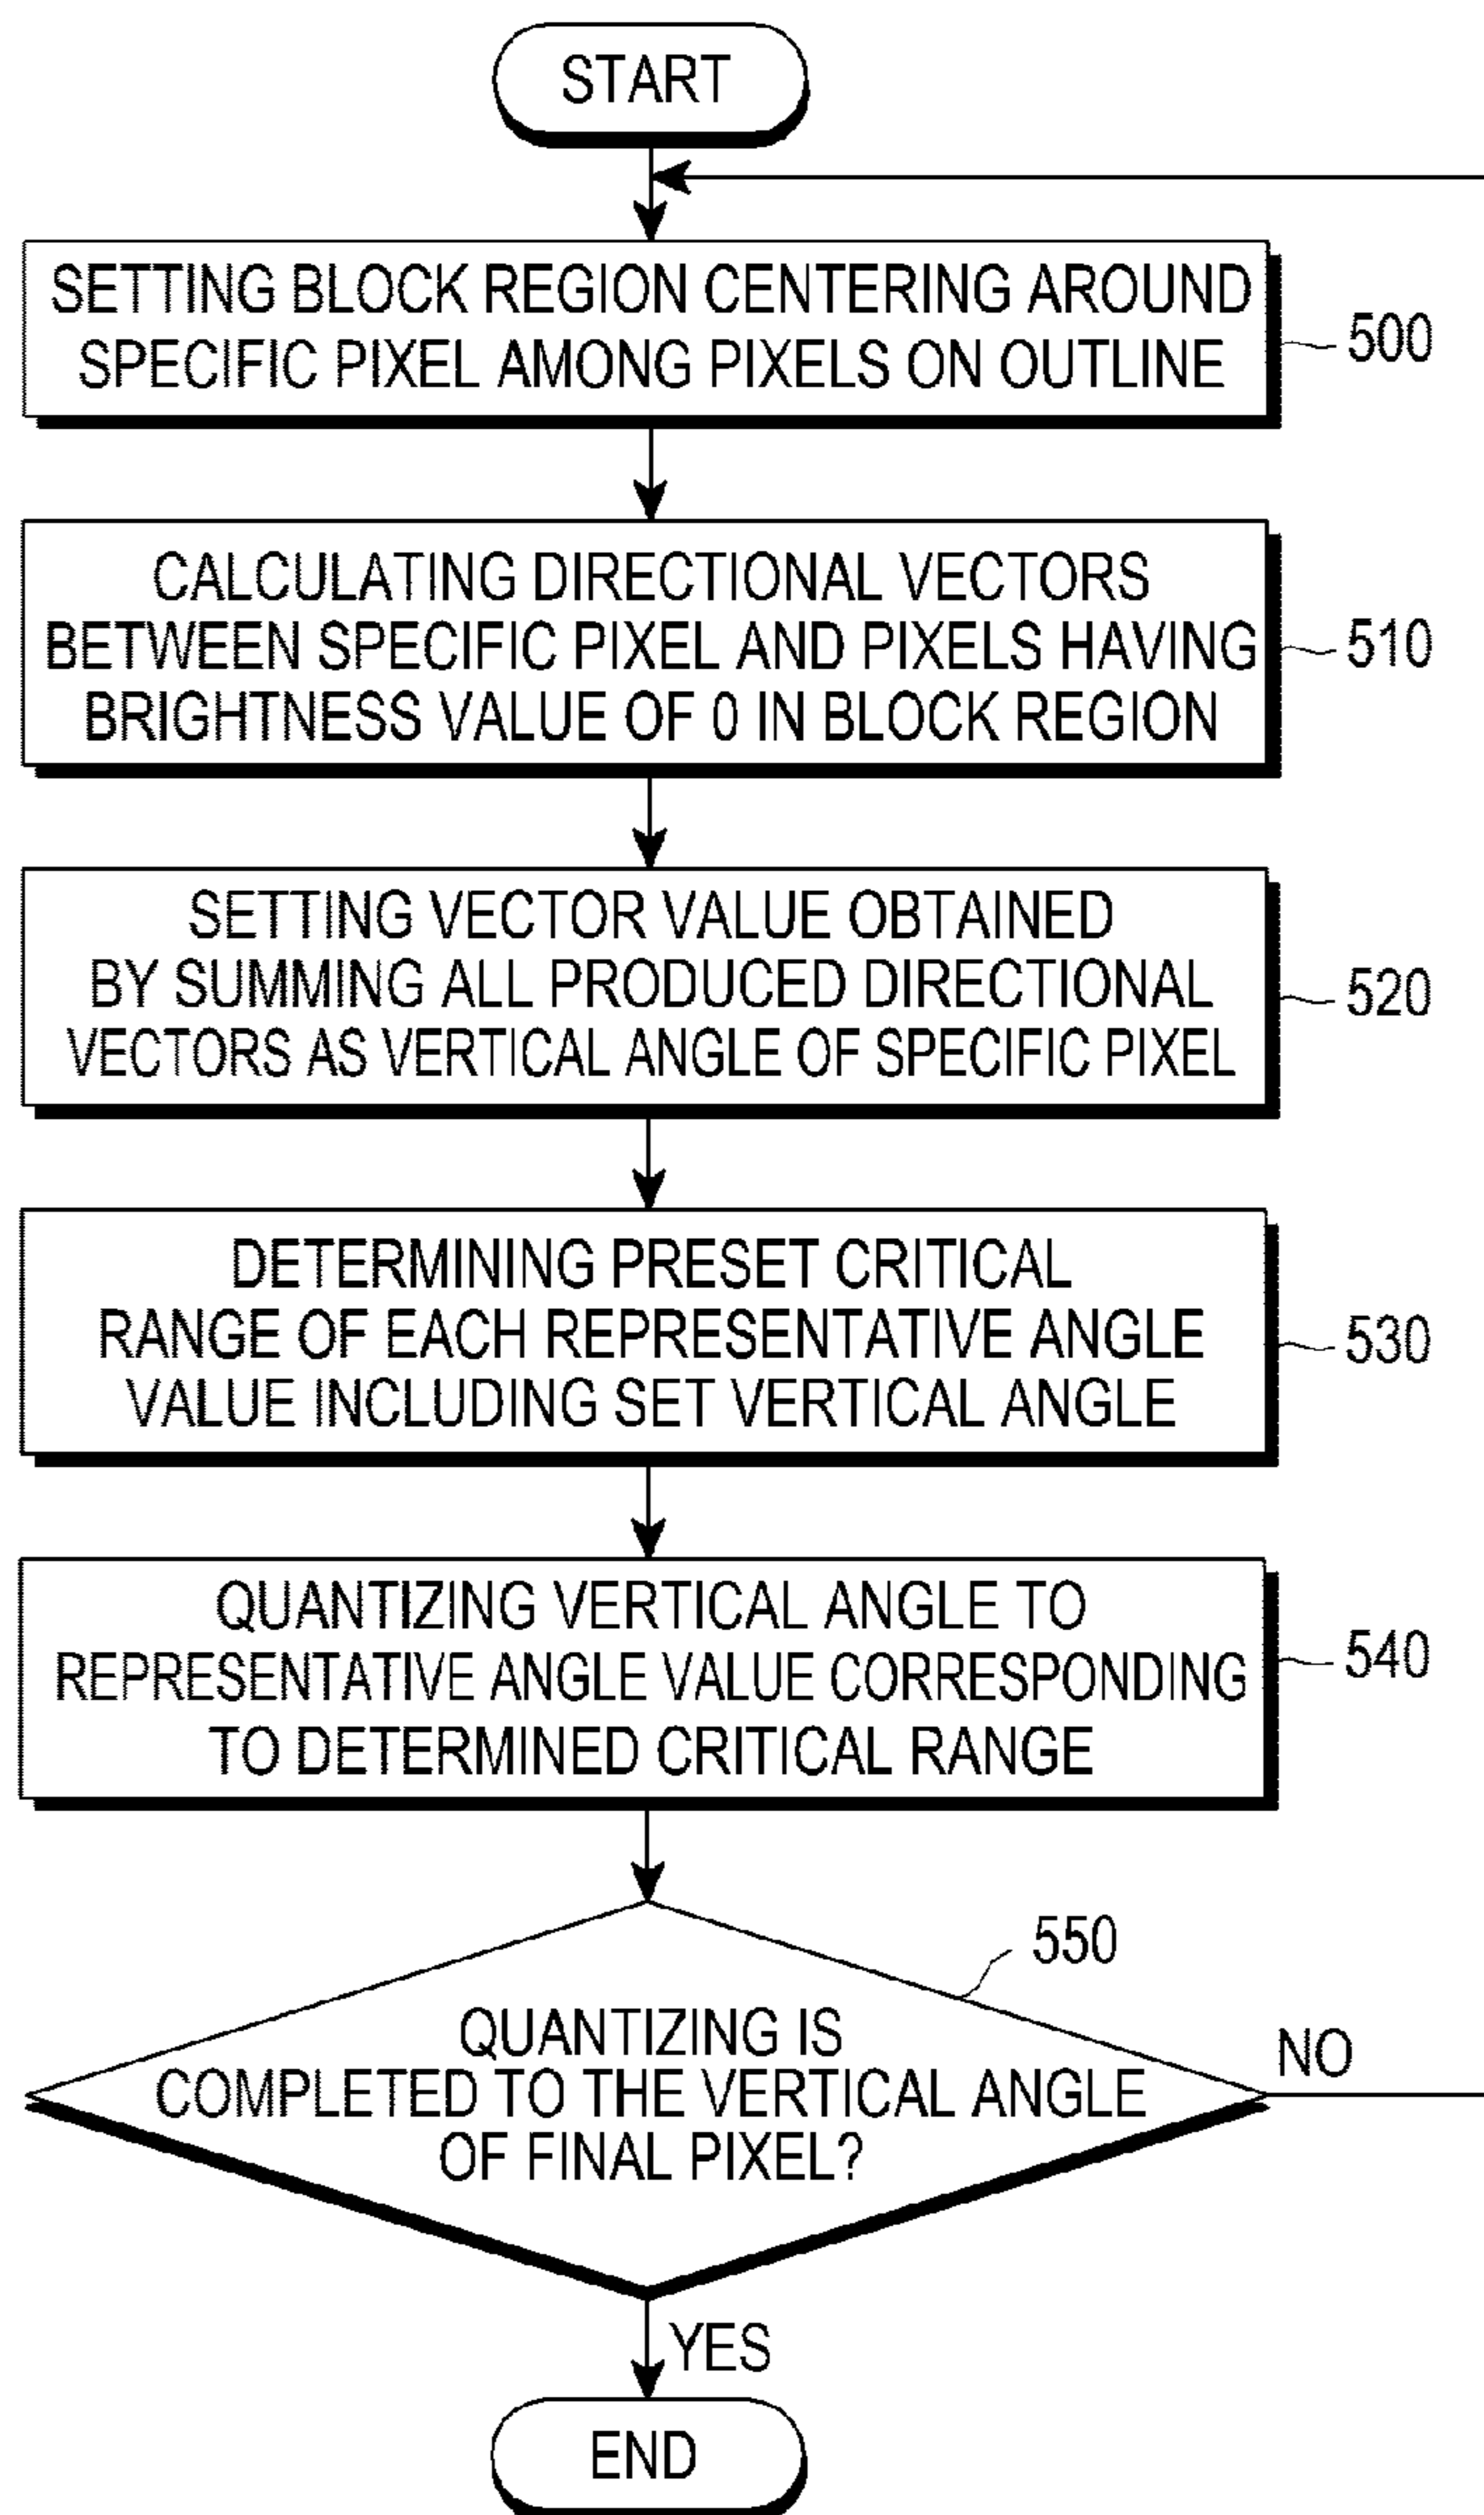 START
SETTING BLOCK REGION CENTERING AROUND
SPECIFIC PIXEL AMONG PIXELS ON OUTLINE
500
CALCULATING DIRECTIONAL VECTORS
BETWEEN SPECIFIC PIXEL AND PIXELS HAVING
BRIGHTNESS VALUE OF 0 IN BLOCK REGION
510
SETTING VECTOR VALUE OBTAINED
BY SUMMING ALL PRODUCED DIRECTIONAL
VECTORS AS VERTICAL ANGLE OF SPECIFIC PIXEL
520
DETERMINING PRESET CRITICAL
RANGE OF EACH REPRESENTATIVE ANGLE
VALUE INCLUDING SET VERTICAL ANGLE
530
QUANTIZING VERTICAL ANGLE TO
REPRESENTATIVE ANGLE VALUE CORRESPONDING
TO DETERMINED CRITICAL RANGE
540
550
QUANTIZING IS
COMPLETED TO THE VERTICAL ANGLE
OF FINAL PIXEL?
NO
YES
END